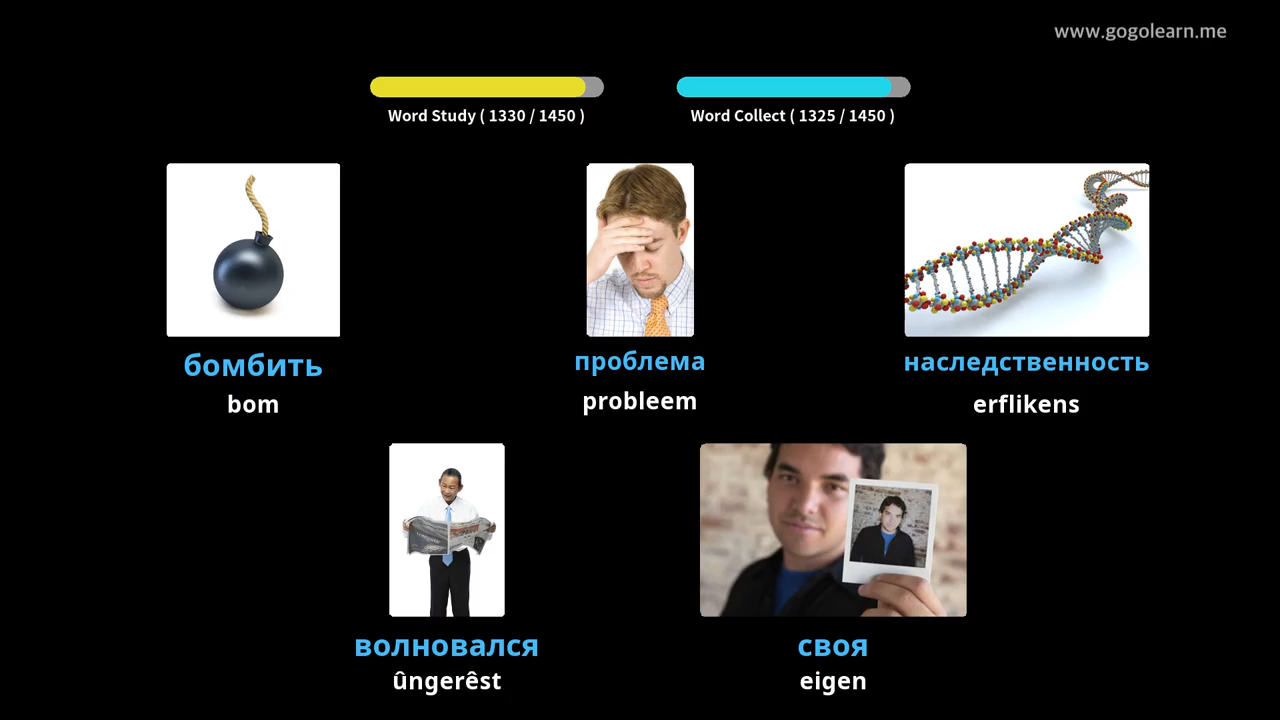 www.gogolearn.me
Word Study ( 1330 / 1450 )
Word Collect ( 1325 / 1450 )
бомбить
bom
проблема
probleem
наследственность
erflikens
волновался
ûngerêst
своя
eigen